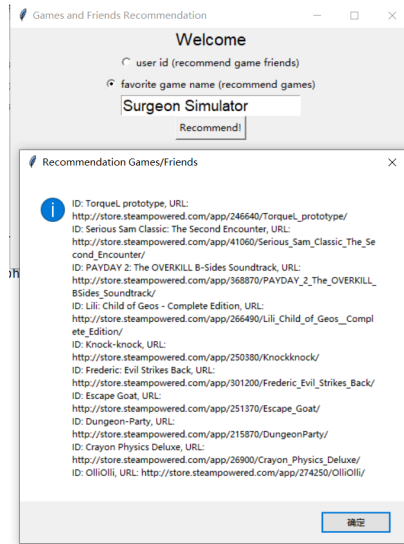 Games and Friends Recommendation
Welcome
user id (recommend game friends)
favorite game name (recommend games)
Surgeon Simulator
Recommend!
Recommendation Games/Friends
ID: TorqueL prototype, URL:
http://store.steampowered.com/app/246640/TorqueL_prototype/
ID: Serious Sam Classic: The Second Encounter, URL:
http://store.steampowered.com/app/41060/Serious_Sam_Classic_The_Se
cond_Encounter/
ID: PAYDAY 2: The OVERKILL B-Sides Soundtrack, URL:
http://store.steampowered.com/app/368870/PAYDAY_2_The_OVERKILL_
BSides_Soundtrack/
ID: Lili: Child of Geos - Complete Edition, URL:
http://store.steampowered.com/app/266490/Lili_Child_of_Geos__Compl
ete_Edition/
ID: Knock-knock, URL:
http://store.steampowered.com/app/250380/Knockknock/
ID: Frederic: Evil Strikes Back, URL:
http://store.steampowered.com/app/301200/Frederic_Evil_Strikes_Back/
ID: Escape Goat, URL:
http://store.steampowered.com/app/251370/Escape_Goat/
ID: Dungeon-Party, URL:
http://store.steampowered.com/app/215870/DungeonParty/
ID: Crayon Physics Deluxe, URL:
http://store.steampowered.com/app/26900/Crayon_Physics_Deluxe/
ID: OlliOlli, URL: http://store.steampowered.com/app/274250/OlliOlli/
确定